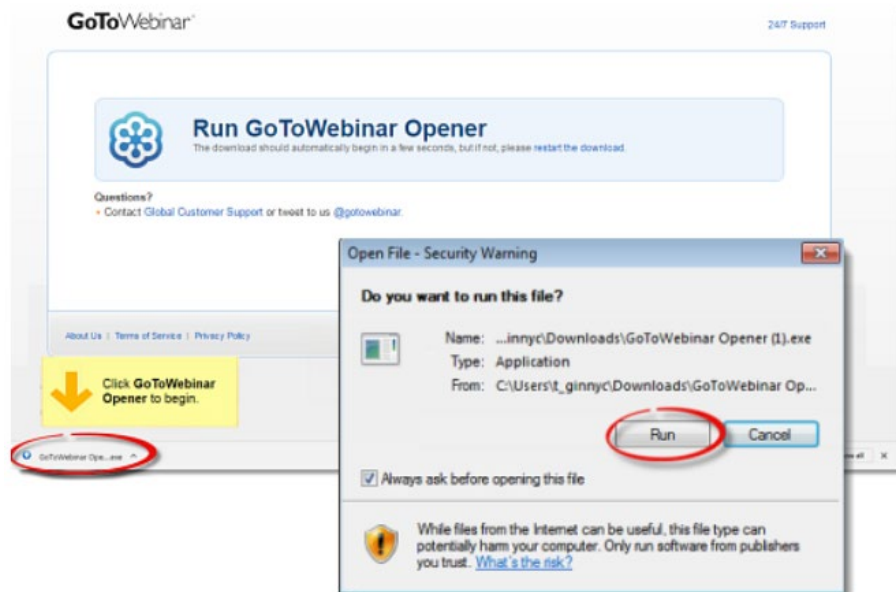 GoToWebinar
24/7 Support
Run GoToWebinar Opener
The download should automatically begin in a few seconds, but if not, please restart the download.
Questions?
• Contact Global Customer Support or tweet to us @gotowebinar.
About Us | Terms of Service | Privacy Policy
Click GoToWebinar
Opener to begin.
GoToWebinar Ope...exe
Open File - Security Warning
Do you want to run this file?
Name: ...innyc\Downloads\GoToWebinar Opener (1).exe
Type: Application
From: C:\Users\t_ginnyc\Downloads\GoToWebinar Op...
Run Cancel
Always ask before opening this file
While files from the Internet can be useful, this file type can
potentially harm your computer. Only run software from publishers
you trust. What's the risk?